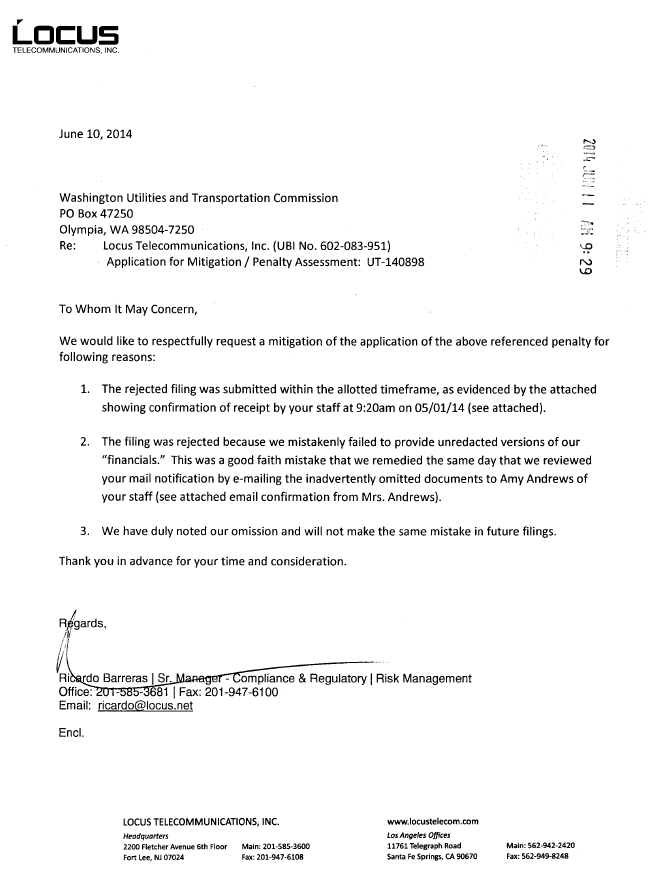 LOCUS
TELECOMMUNICATIONS, INC.
June 10, 2014
2014 JUN 11 AM 9:29
Washington Utilities and Transportation Commission
PO Box 47250
Olympia, WA 98504-7250
Re: Locus Telecommunications, Inc. (UBI No. 602-083-951)
Application for Mitigation / Penalty Assessment: UT-140898
To Whom It May Concern,
We would like to respectfully request a mitigation of the application of the above referenced penalty for
following reasons:
1. The rejected filing was submitted within the allotted timeframe, as evidenced by the attached
showing confirmation of receipt by your staff at 9:20am on 05/01/14 (see attached).
2. The filing was rejected because we mistakenly failed to provide unredacted versions of our
“financials.” This was a good faith mistake that we remedied the same day that we reviewed
your mail notification by e-mailing the inadvertently omitted documents to Amy Andrews of
your staff (see attached email confirmation from Mrs. Andrews).
3. We have duly noted our omission and will not make the same mistake in future filings.
Thank you in advance for your time and consideration.
Regards,
Ricardo Barreras | Sr. Manager - Compliance & Regulatory | Risk Management
Office: 201-585-3681 | Fax: 201-947-6100
Email: ricardo@locus.net
Encl.
LOCUS TELECOMMUNICATIONS, INC.
Headquarters
2200 Fletcher Avenue 6th Floor Main: 201-585-3600
Fort Lee, NJ 07024 Fax: 201-947-6108
www.locustelecom.com
Los Angeles Offices
11761 Telegraph Road Main: 562-942-2420
Santa Fe Springs, CA 90670 Fax: 562-949-8248